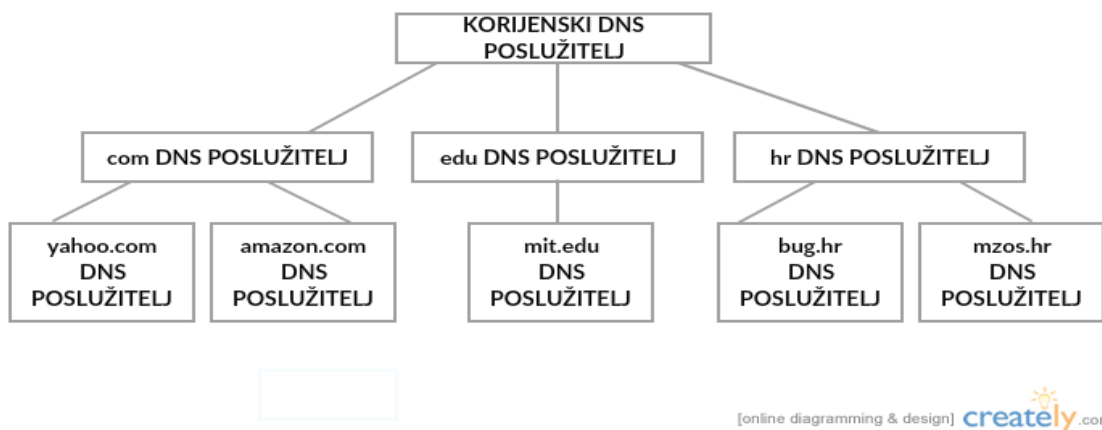 KORIJENSKI DNS
POSLUŽITELJ
com DNS POSLUŽITELJ
edu DNS POSLUŽITELJ
hr DNS POSLUŽITELJ
yahoo.com
DNS
POSLUŽITELJ
amazon.com
DNS
POSLUŽITELJ
mit.edu
DNS
POSLUŽITELJ
bug.hr
DNS
POSLUŽITELJ
mzos.hr
DNS
POSLUŽITELJ
[online diagramming & design] creately.com